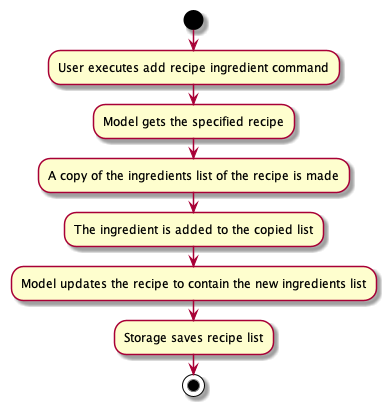 User executes add recipe ingredient command
Model gets the specified recipe
A copy of the ingredients list of the recipe is made
The ingredient is added to the copied list
Model updates the recipe to contain the new ingredients list
Storage saves recipe list